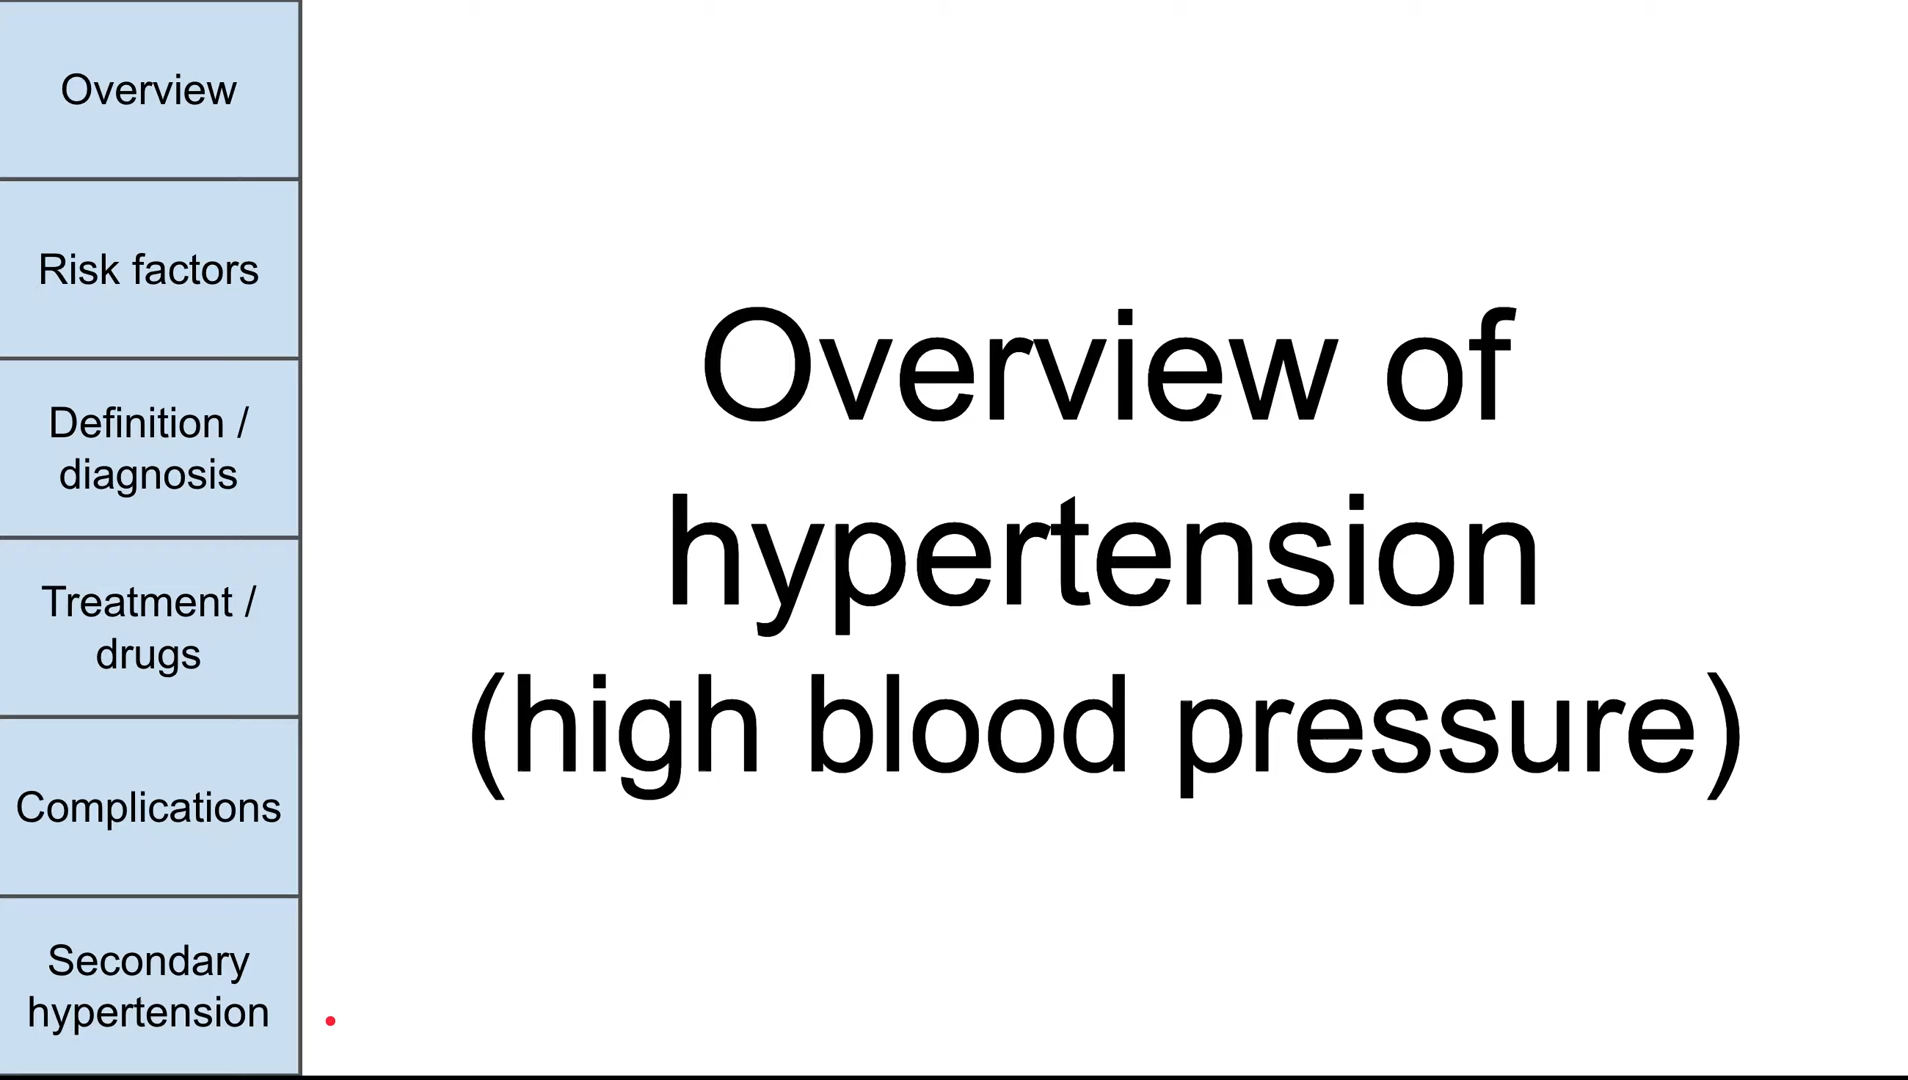 Overview
Risk factors
Definition /
diagnosis
Treatment /
drugs
Complications
Secondary
hypertension
Overview of
hypertension
(high blood pressure)